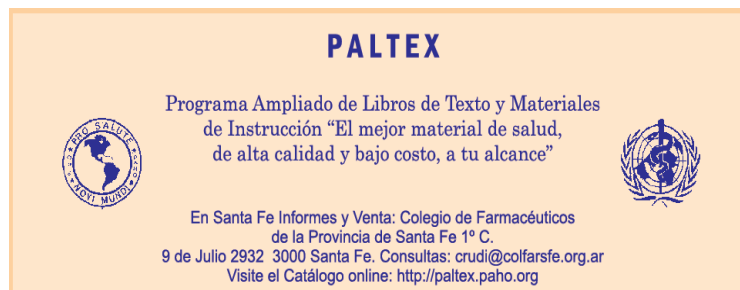 PALTEX
Programa Ampliado de Libros de Texto y Materiales
de Instrucción “El mejor material de salud,
de alta calidad y bajo costo, a tu alcance”
PRO SALUTE
NOVI MUNDI
En Santa Fe Informes y Venta: Colegio de Farmacéuticos
de la Provincia de Santa Fe 1º C.
9 de Julio 2932 3000 Santa Fe. Consultas: crudi@colfarsfe.org.ar
Visite el Catálogo online: http://paltex.paho.org